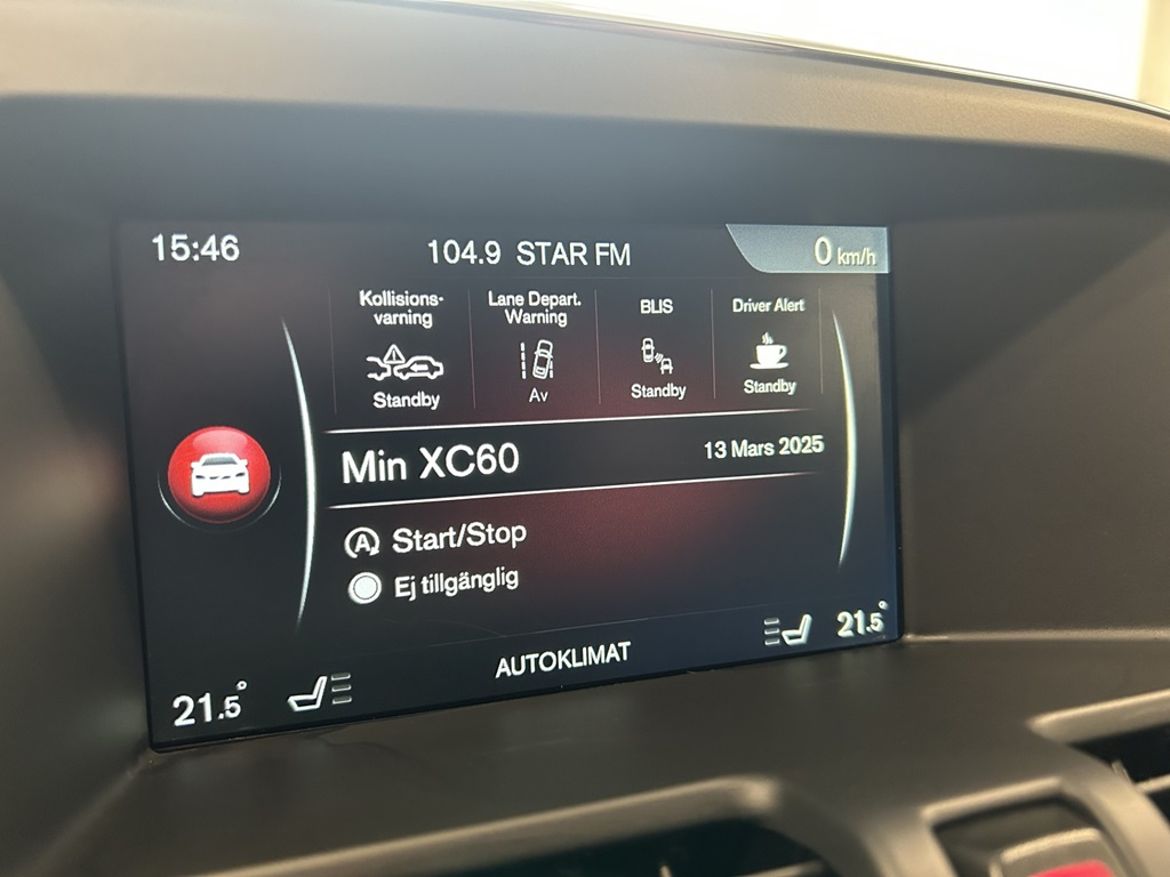 15:46
104.9 STAR FM
0 km/h
Kollisions-
varning
Standby
Lane Depart.
Warning
Av
BLIS
Standby
Driver Alert
Standby
Min XC60
13 Mars 2025
A Start/Stop
Ej tillgänglig
21.5°
AUTOKLIMAT
21.5°